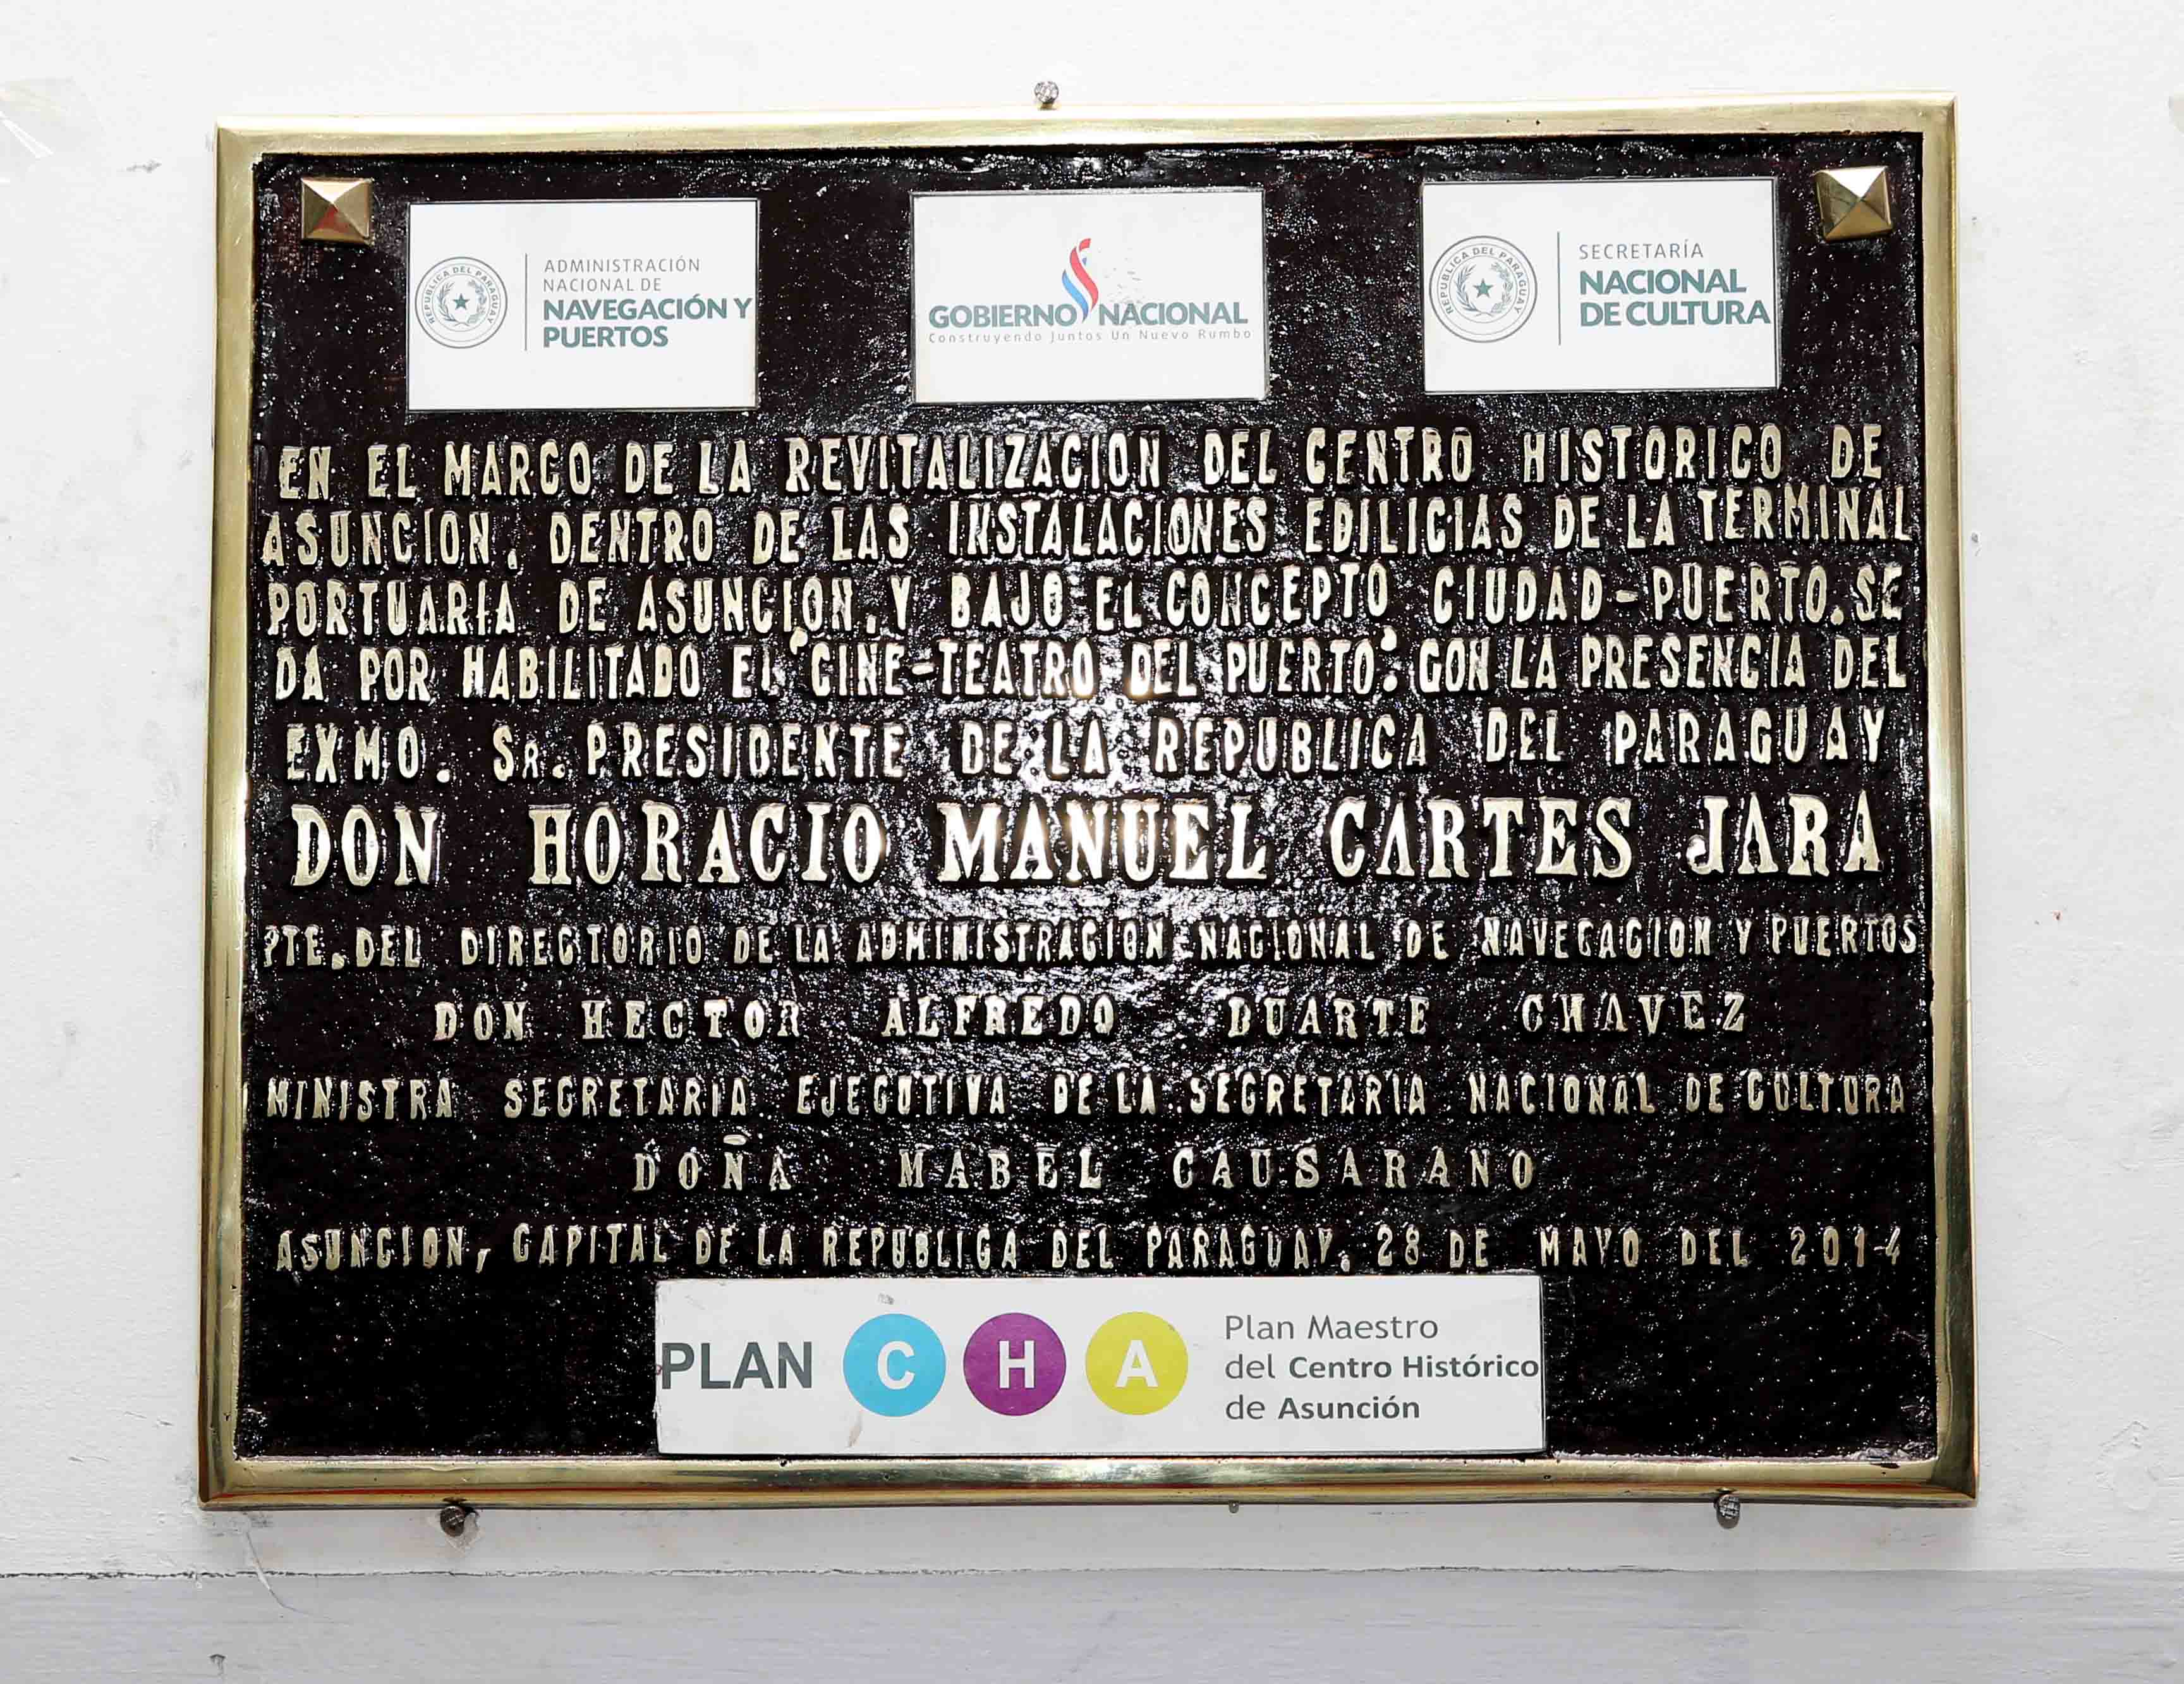 REPUBLICA DEL PARAGUAY
ADMINISTRACIÓN
NACIONAL DE
NAVEGACIÓN Y
PUERTOS
GOBIERNO NACIONAL
Construyendo Juntos Un Nuevo Rumbo
REPUBLICA DEL PARAGUAY
SECRETARÍA
NACIONAL
DE CULTURA
EN EL MARCO DE LA REVITALIZACION DEL CENTRO HISTORICO DE
ASUNCION, DENTRO DE LAS INSTALACIONES EDILICIAS DE LA TERMINAL
PORTUARIA DE ASUNCION, Y BAJO EL CONCEPTO CIUDAD-PUERTO, SE
DA POR HABILITADO EL "CINE-TEATRO DEL PUERTO", CON LA PRESENCIA DEL
EXMO. SR. PRESIDENTE DE LA REPUBLICA DEL PARAGUAY
DON HORACIO MANUEL CARTES JARA
PTE. DEL DIRECTORIO DE LA ADMINISTRACION NACIONAL DE NAVEGACION Y PUERTOS
DON HECTOR ALFREDO DUARTE CHAVEZ
MINISTRA SECRETARIA EJECUTIVA DE LA SECRETARIA NACIONAL DE CULTURA
DOÑA MABEL CAUSARANO
ASUNCION, CAPITAL DE LA REPUBLICA DEL PARAGUAY, 28 DE MAYO DEL 2014
PLAN C H A
Plan Maestro
del Centro Histórico
de Asunción